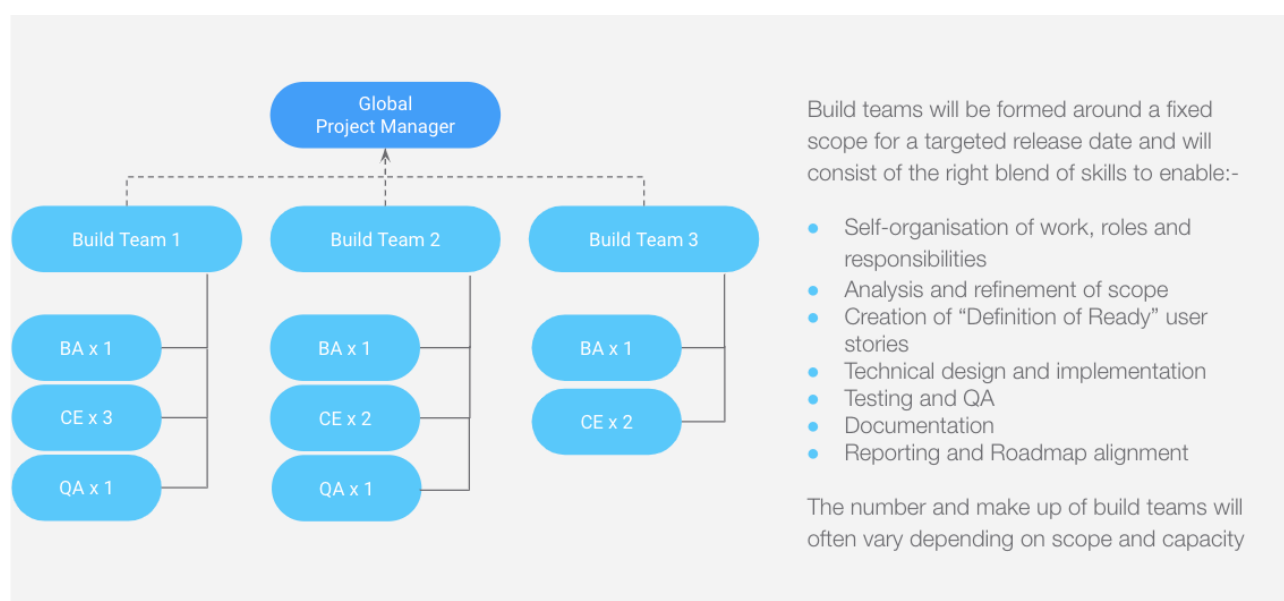 Global
Project Manager
Build Team 1
Build Team 2
Build Team 3
BA x 1
CE x 3
QA x 1
BA x 1
CE x 2
QA x 1
BA x 1
CE x 2
Build teams will be formed around a fixed
scope for a targeted release date and will
consist of the right blend of skills to enable:-
● Self-organisation of work, roles and
responsibilities
● Analysis and refinement of scope
● Creation of “Definition of Ready” user
stories
● Technical design and implementation
● Testing and QA
● Documentation
● Reporting and Roadmap alignment
The number and make up of build teams will
often vary depending on scope and capacity